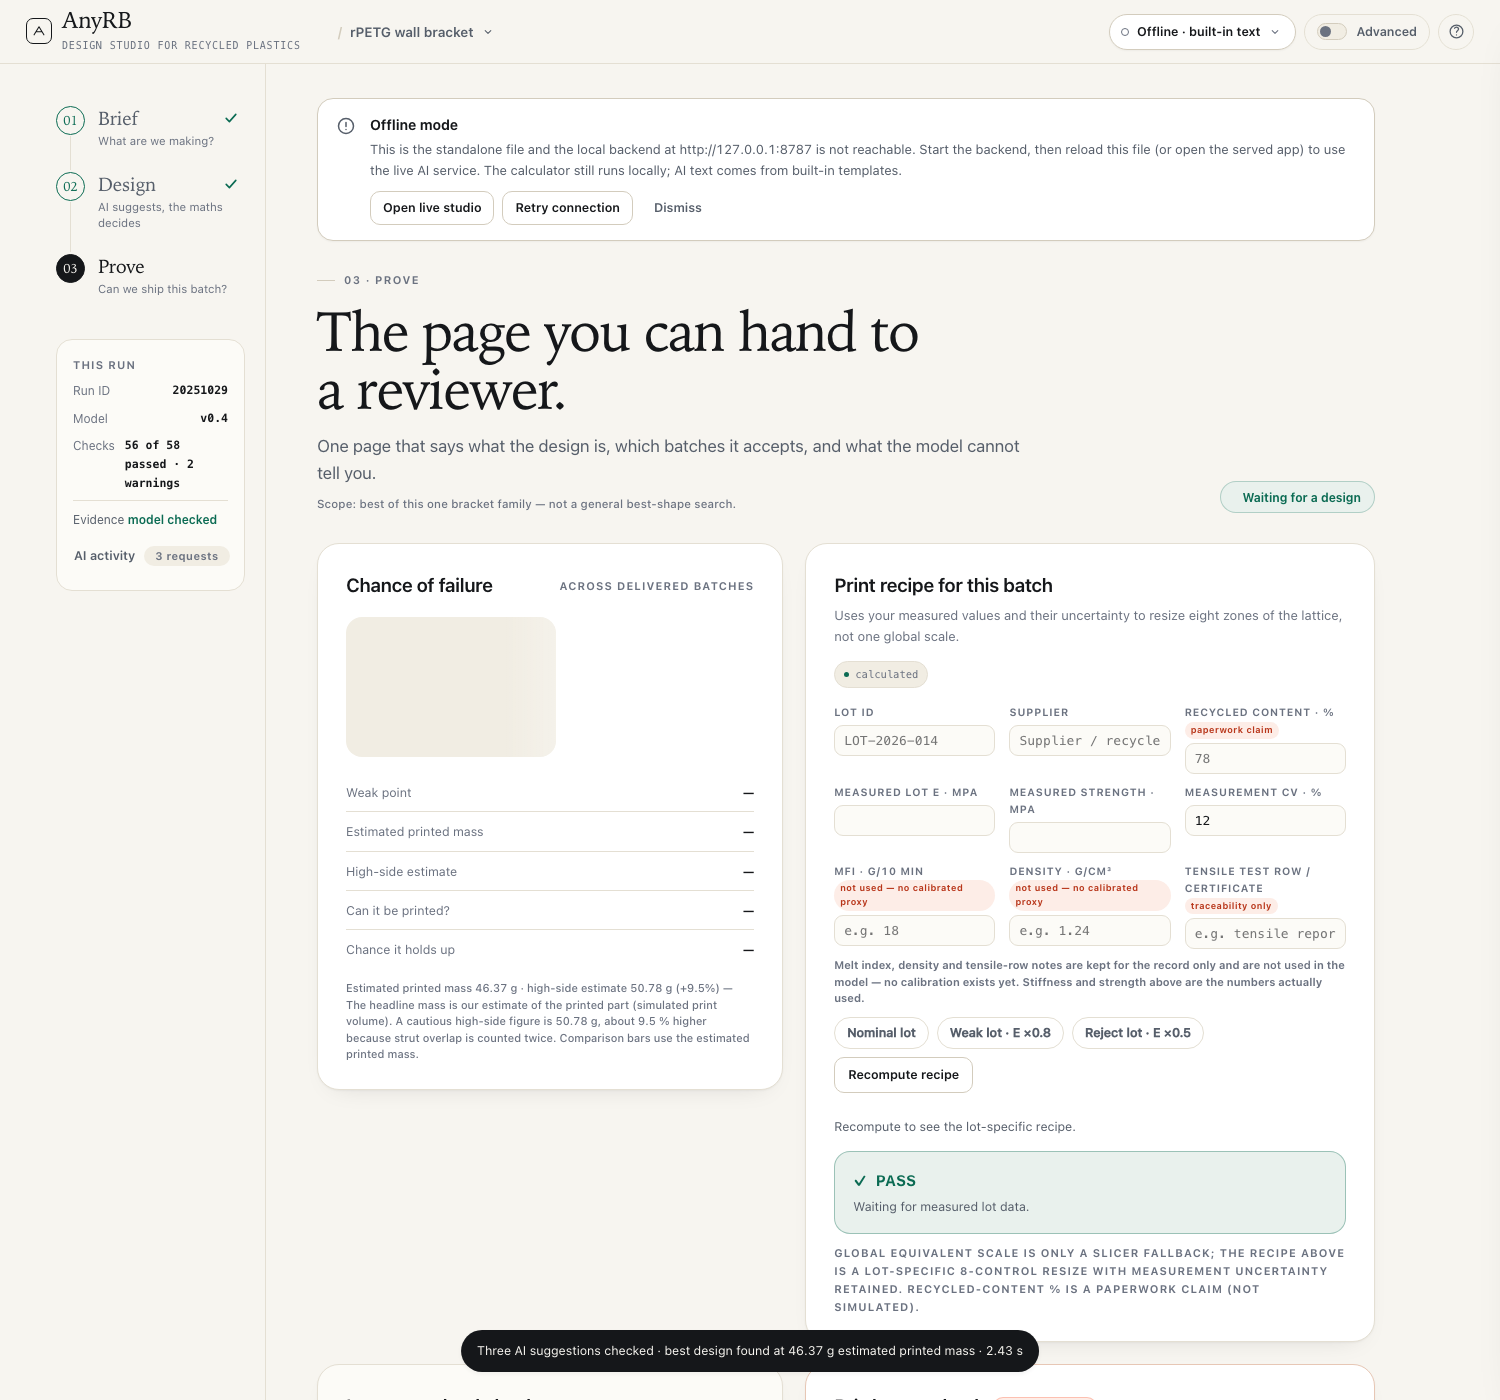 AnyRB
DESIGN STUDIO FOR RECYCLED PLASTICS
/ rPETG wall bracket
Offline · built-in text
Advanced
01 Brief
What are we making?
02 Design
AI suggests, the maths
decides
03 Prove
Can we ship this batch?
THIS RUN
Run ID 20251029
Model v0.4
Checks 56 of 58
passed · 2
warnings
Evidence model checked
AI activity 3 requests
Offline mode
This is the standalone file and the local backend at http://127.0.0.1:8787 is not reachable. Start the backend, then reload this file (or open the served app) to use
the live AI service. The calculator still runs locally; AI text comes from built-in templates.
Open live studio
Retry connection
Dismiss
03 · PROVE
The page you can hand to
a reviewer.
One page that says what the design is, which batches it accepts, and what the model cannot
tell you.
Scope: best of this one bracket family — not a general best-shape search.
Waiting for a design
Chance of failure
ACROSS DELIVERED BATCHES
Weak point —
Estimated printed mass —
High-side estimate —
Can it be printed? —
Chance it holds up —
Estimated printed mass 46.37 g · high-side estimate 50.78 g (+9.5%) —
The headline mass is our estimate of the printed part (simulated print
volume). A cautious high-side figure is 50.78 g, about 9.5 % higher
because strut overlap is counted twice. Comparison bars use the estimated
printed mass.
Print recipe for this batch
Uses your measured values and their uncertainty to resize eight zones of the lattice,
not one global scale.
calculated
LOT ID
LOT-2026-014
SUPPLIER
Supplier / recycle
RECYCLED CONTENT · %
paperwork claim
78
MEASURED LOT E · MPA
MEASURED STRENGTH ·
MPA
MEASUREMENT CV · %
12
MFI · G/10 MIN
not used — no calibrated
proxy
e.g. 18
DENSITY · G/CM³
not used — no calibrated
proxy
e.g. 1.24
TENSILE TEST ROW /
CERTIFICATE
traceability only
e.g. tensile repor
Melt index, density and tensile-row notes are kept for the record only and are not used in the
model — no calibration exists yet. Stiffness and strength above are the numbers actually
used.
Nominal lot
Weak lot · E ×0.8
Reject lot · E ×0.5
Recompute recipe
Recompute to see the lot-specific recipe.
PASS
Waiting for measured lot data.
GLOBAL EQUIVALENT SCALE IS ONLY A SLICER FALLBACK; THE RECIPE ABOVE
IS A LOT-SPECIFIC 8-CONTROL RESIZE WITH MEASUREMENT UNCERTAINTY
RETAINED. RECYCLED-CONTENT % IS A PAPERWORK CLAIM (NOT
SIMULATED).
Three AI suggestions checked · best design found at 46.37 g estimated printed mass · 2.43 s